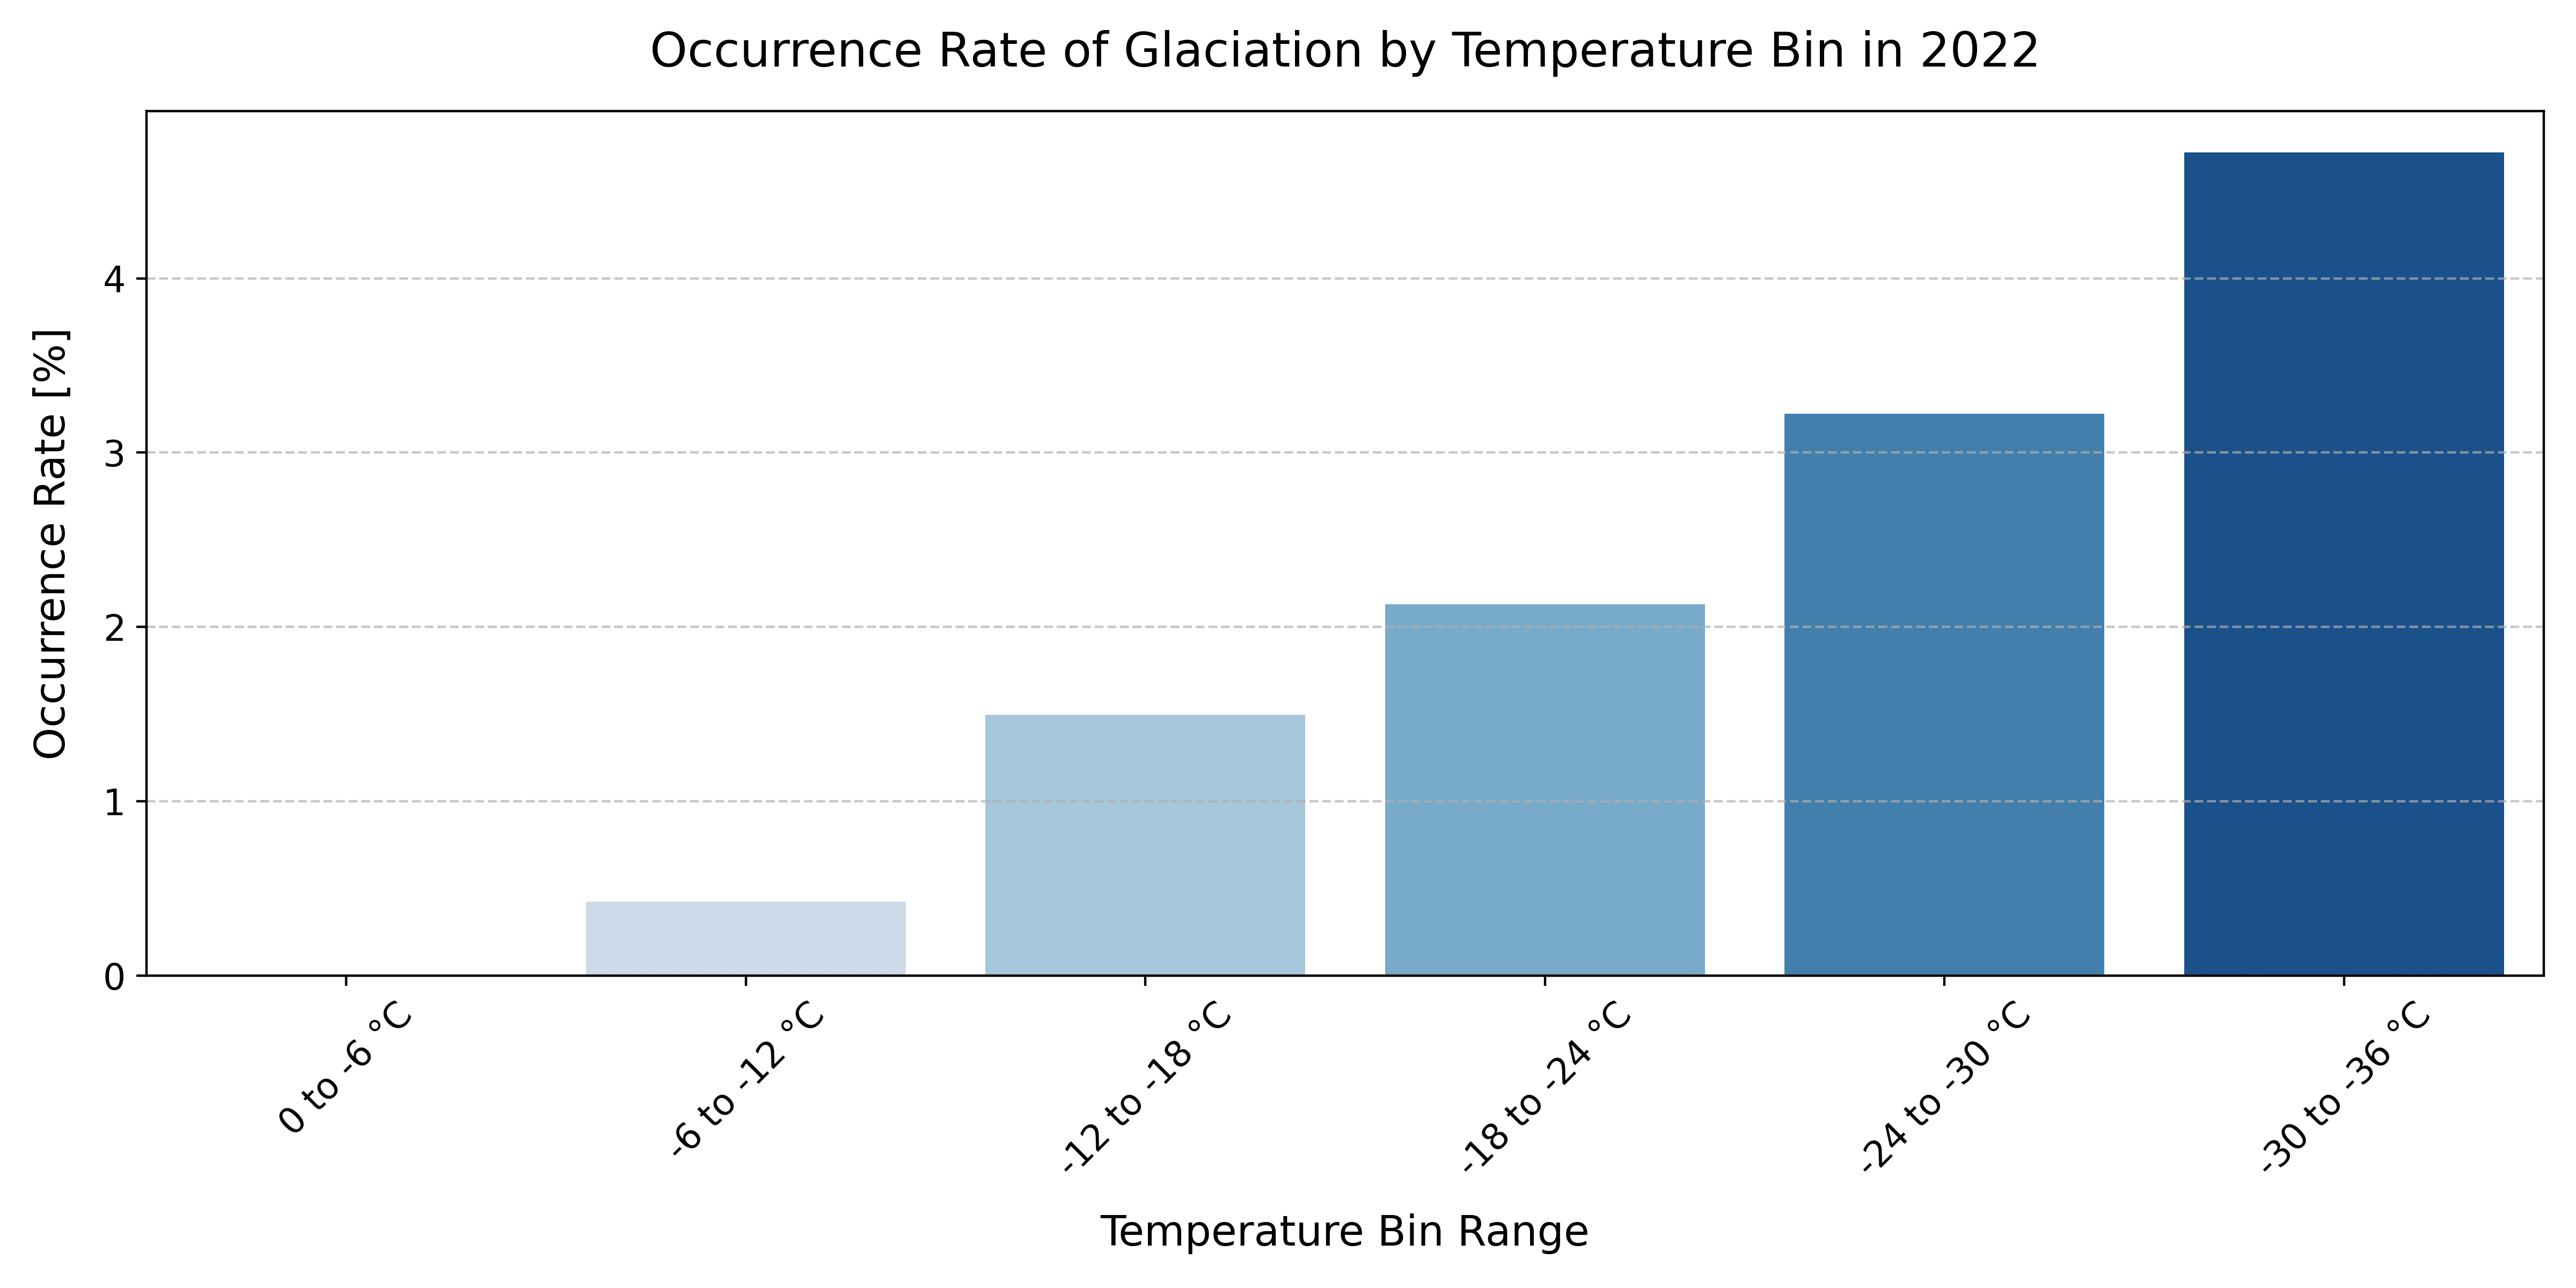 Occurrence Rate of Glaciation by Temperature Bin in 2022
Occurrence Rate [%]
4
3
2
1
0
0 to -6 °C
-6 to -12 °C
-12 to -18 °C
-18 to -24 °C
-24 to -30 °C
-30 to -36 °C
Temperature Bin Range